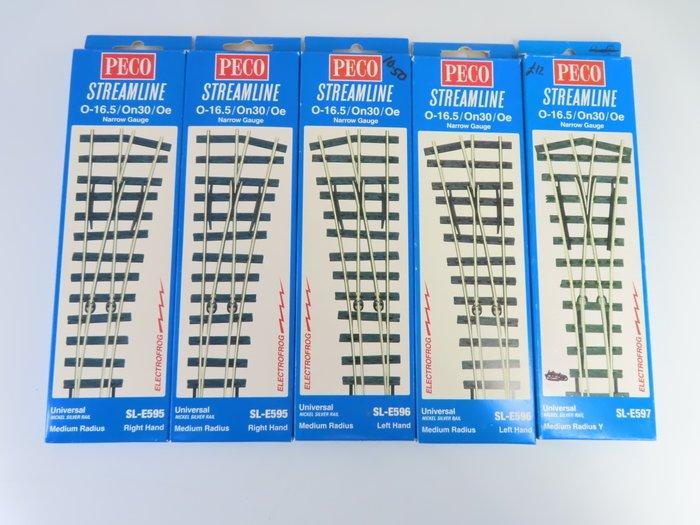 PECO
STREAMLINE
O-16.5/On30/Oe
Narrow Gauge
ELECTROFROG
Universal
NICKEL SILVER RAIL
SL-E595
Medium Radius
Right Hand
PECO
STREAMLINE
O-16.5/On30/Oe
Narrow Gauge
ELECTROFROG
Universal
NICKEL SILVER RAIL
SL-E595
Medium Radius
Right Hand
10.50
PECO
STREAMLINE
O-16.5/On30/Oe
Narrow Gauge
ELECTROFROG
Universal
NICKEL SILVER RAIL
SL-E596
Medium Radius
Left Hand
PECO
STREAMLINE
O-16.5/On30/Oe
Narrow Gauge
ELECTROFROG
Universal
NICKEL SILVER RAIL
SL-E596
Medium Radius
Left Hand
£12
PECO
STREAMLINE
O-16.5/On30/Oe
Narrow Gauge
ELECTROFROG
Universal
NICKEL SILVER RAIL
SL-E597
Medium Radius Y